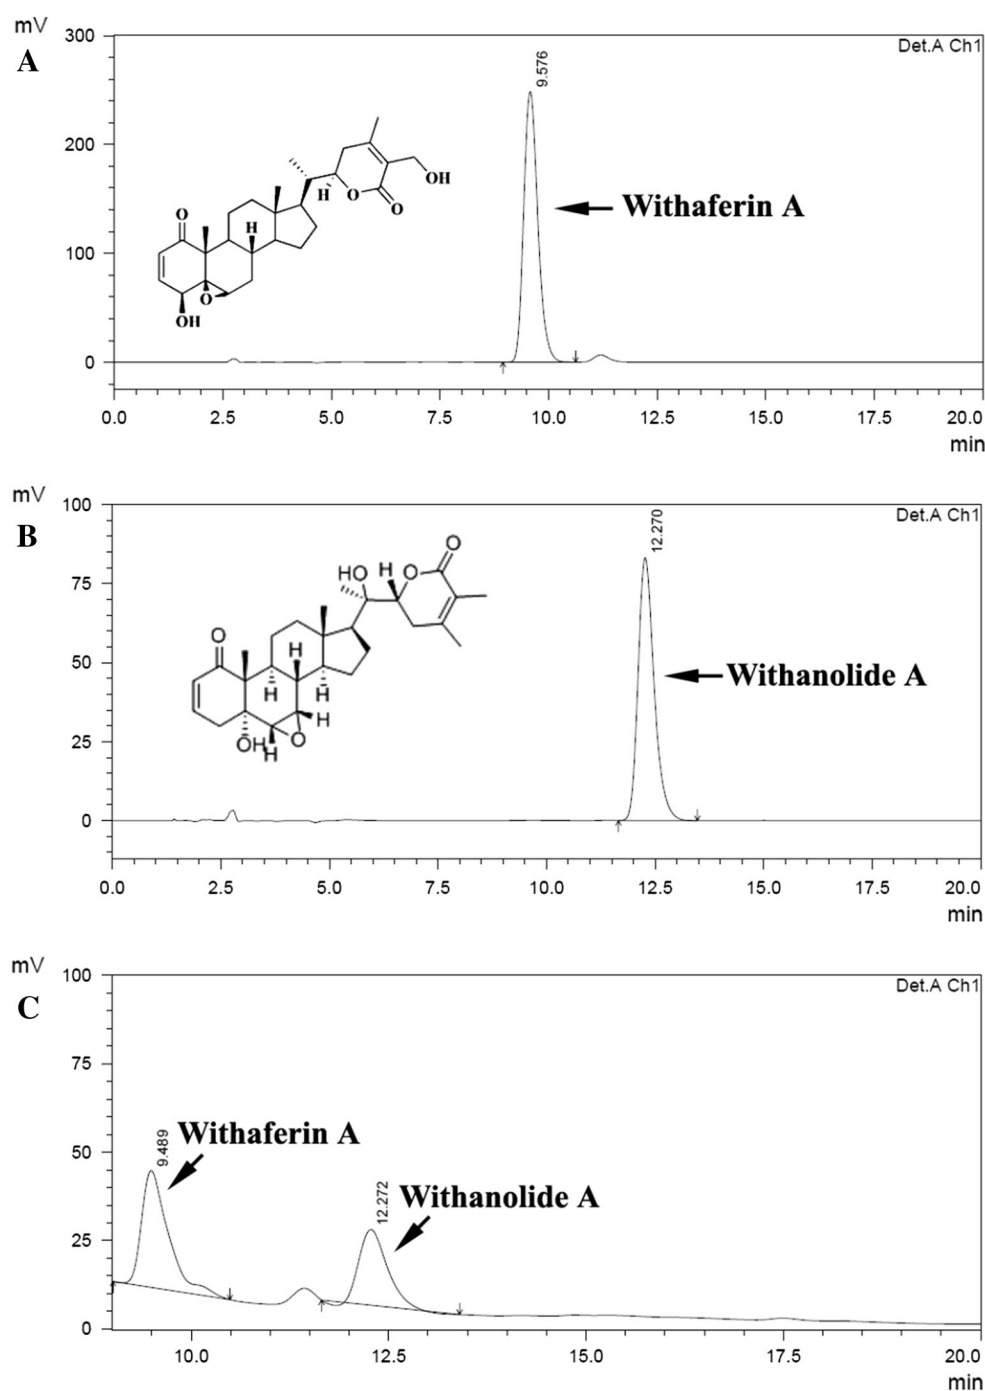 mV
A
300
Det.A Ch1
9.576
200
Withaferin A
O
H
O
O
OH
H
O
OH
100
0
0.0 2.5 5.0 7.5 10.0 12.5 15.0 17.5 20.0
min
mV
B
100
Det.A Ch1
12.270
75
HO
H
O
O
O
H
H
H
H
OH
H
O
50
Withanolide A
25
0
0.0 2.5 5.0 7.5 10.0 12.5 15.0 17.5 20.0
min
mV
C
100
Det.A Ch1
75
50
9.489
Withaferin A
12.272
Withanolide A
25
0
10.0 12.5 15.0 17.5 20.0
min